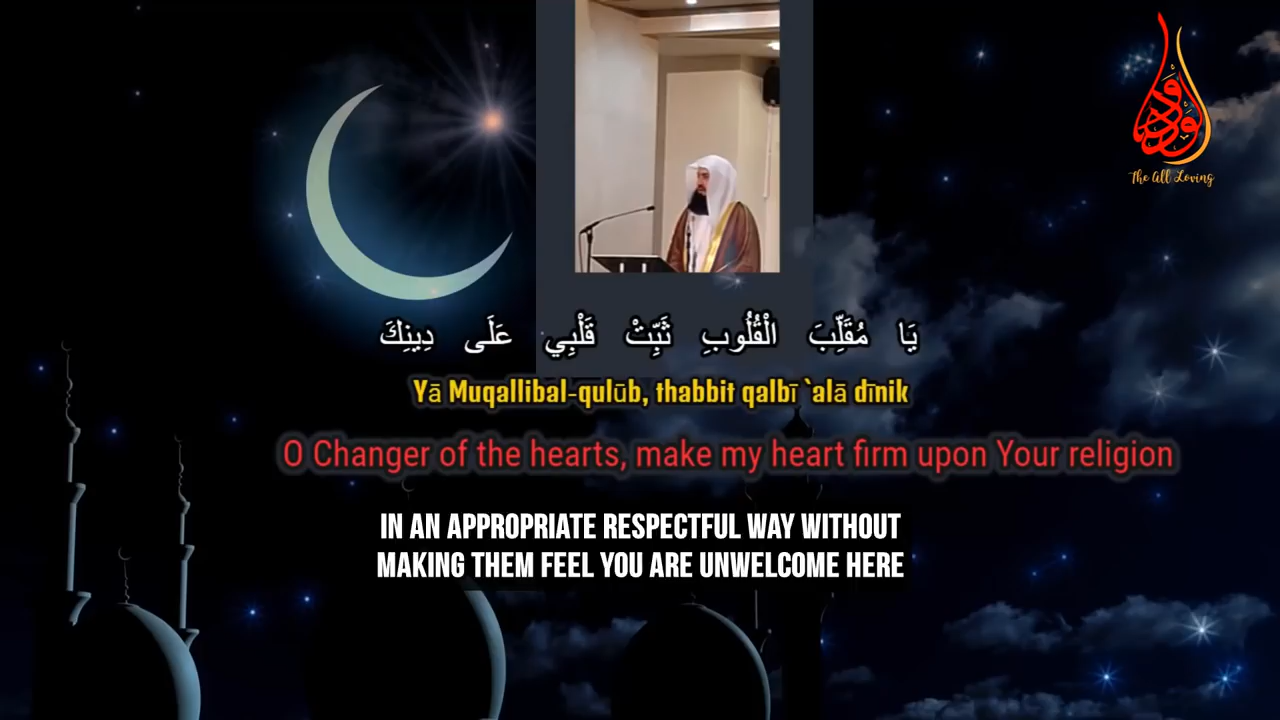 The All Loving
يَا مُقَلِّبَ الْقُلُوبِ ثَبِّتْ قَلْبِي عَلَى دِينِكَ
Yā Muqallibal-qulūb, thabbit qalbī `alā dīnik
O Changer of the hearts, make my heart firm upon Your religion
IN AN APPROPRIATE RESPECTFUL WAY WITHOUT
MAKING THEM FEEL YOU ARE UNWELCOME HERE